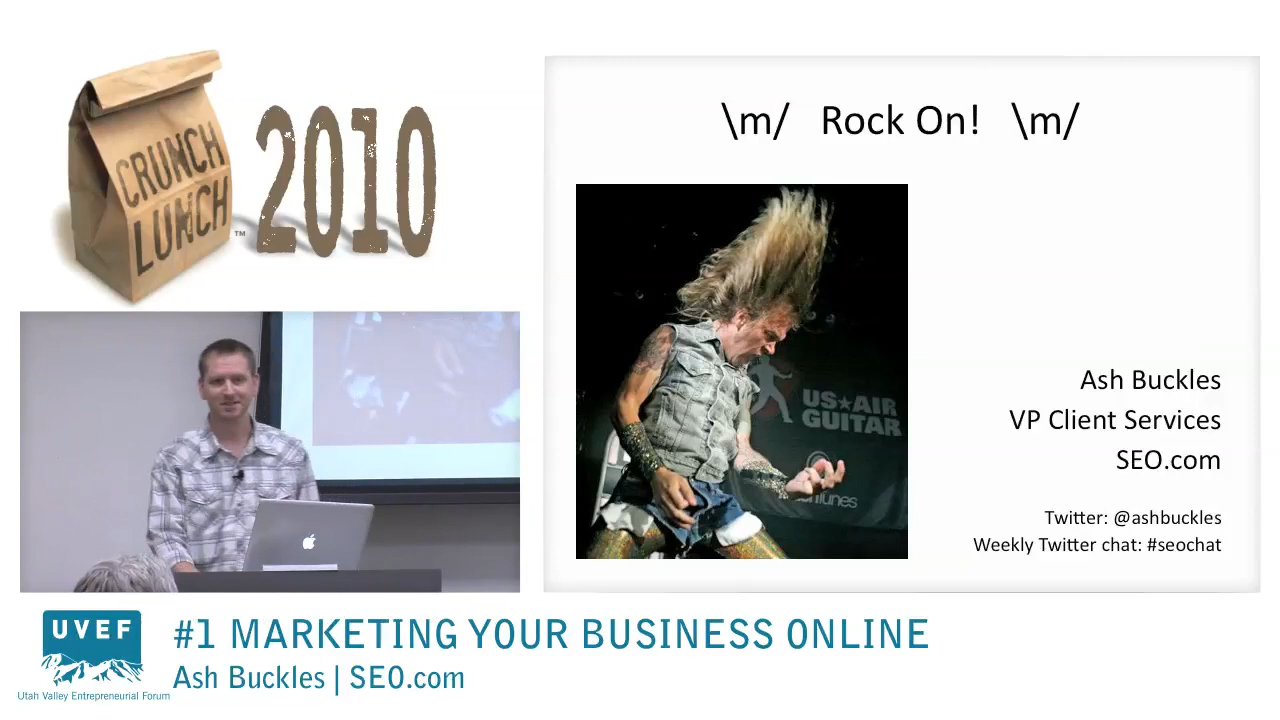 CRUNCH
LUNCH
™
2010
\m/ Rock On! \m/
US★AIR
GUITAR
Ash Buckles
VP Client Services
SEO.com
Twitter: @ashbuckles
Weekly Twitter chat: #seochat
UVEF
Utah Valley Entrepreneurial Forum
#1 MARKETING YOUR BUSINESS ONLINE
Ash Buckles | SEO.com